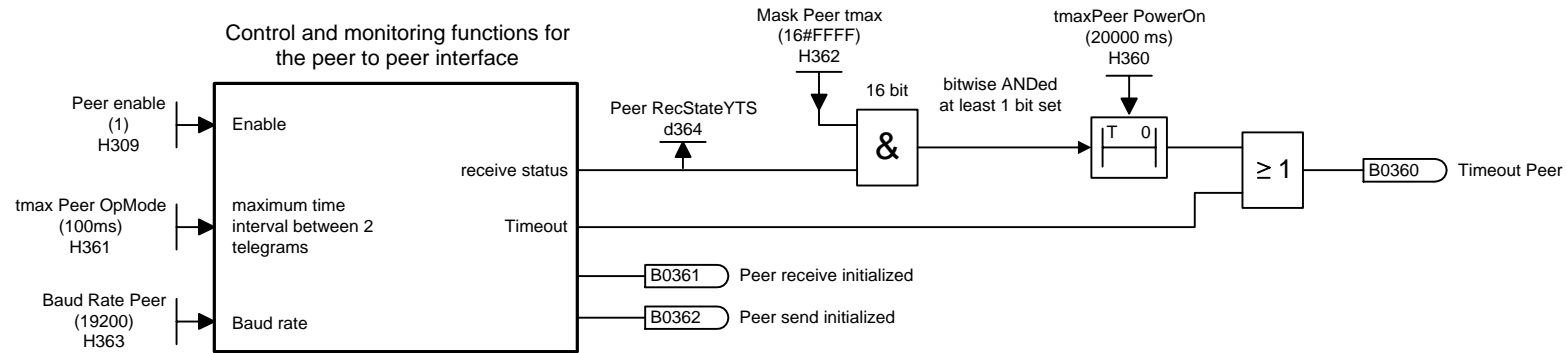 Control and monitoring functions for
the peer to peer interface
Peer enable
(1)
H309
Enable
tmax Peer OpMode
(100ms)
H361
maximum time
interval between 2
telegrams
Baud Rate Peer
(19200)
H363
Baud rate
receive status
Timeout
Peer RecStateYTS
d364
Mask Peer tmax
(16#FFFF)
H362
16 bit
&
bitwise ANDed
at least 1 bit set
tmaxPeer PowerOn
(20000 ms)
H360
T 0
≥ 1
B0360 Timeout Peer
B0361 Peer receive initialized
B0362 Peer send initialized